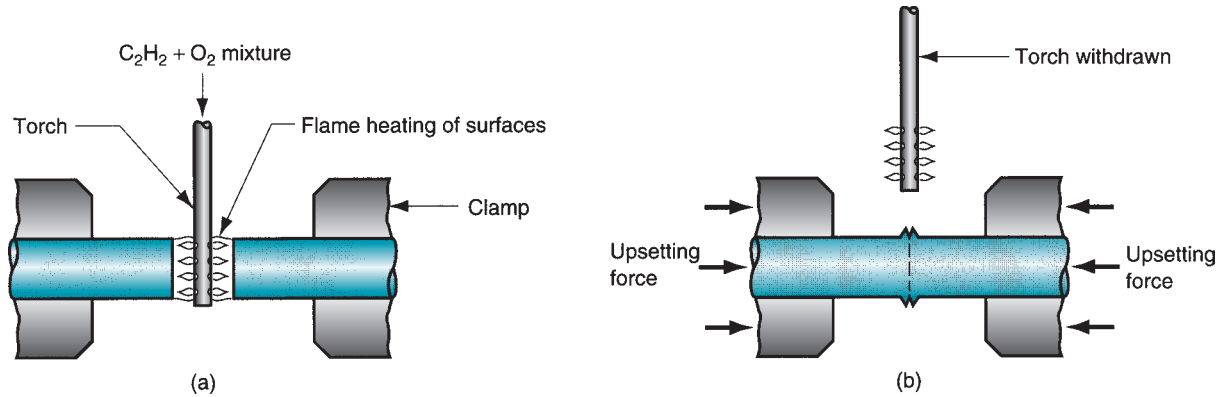 C₂H₂ + O₂ mixture
Torch
Flame heating of surfaces
Clamp
(a)
Torch withdrawn
Upsetting
force
Upsetting
force
(b)